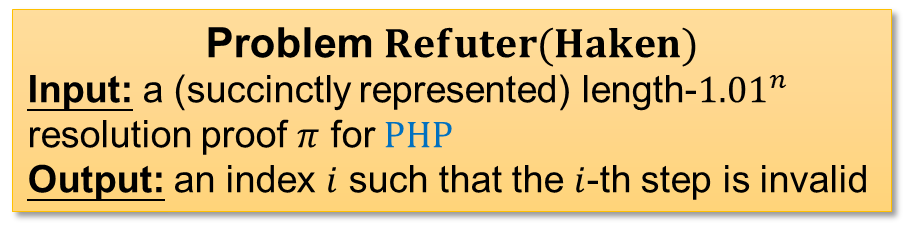 Problem Refuter(Haken)
Input: a (succinctly represented) length-1.01ⁿ
resolution proof π for PHP
Output: an index i such that the i-th step is invalid